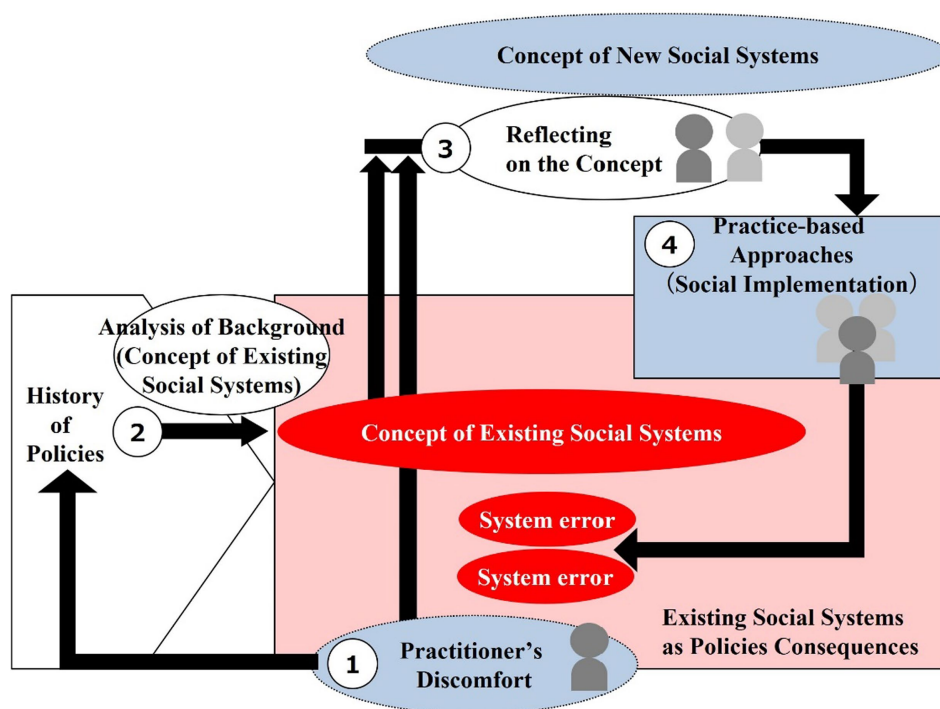 Concept of New Social Systems
3
Reflecting
on the Concept
4
Practice-based
Approaches
(Social Implementation)
Analysis of Background
(Concept of Existing
Social Systems)
History
of
Policies
2
Concept of Existing Social Systems
System error
System error
Existing Social Systems
as Policies Consequences
1
Practitioner’s
Discomfort